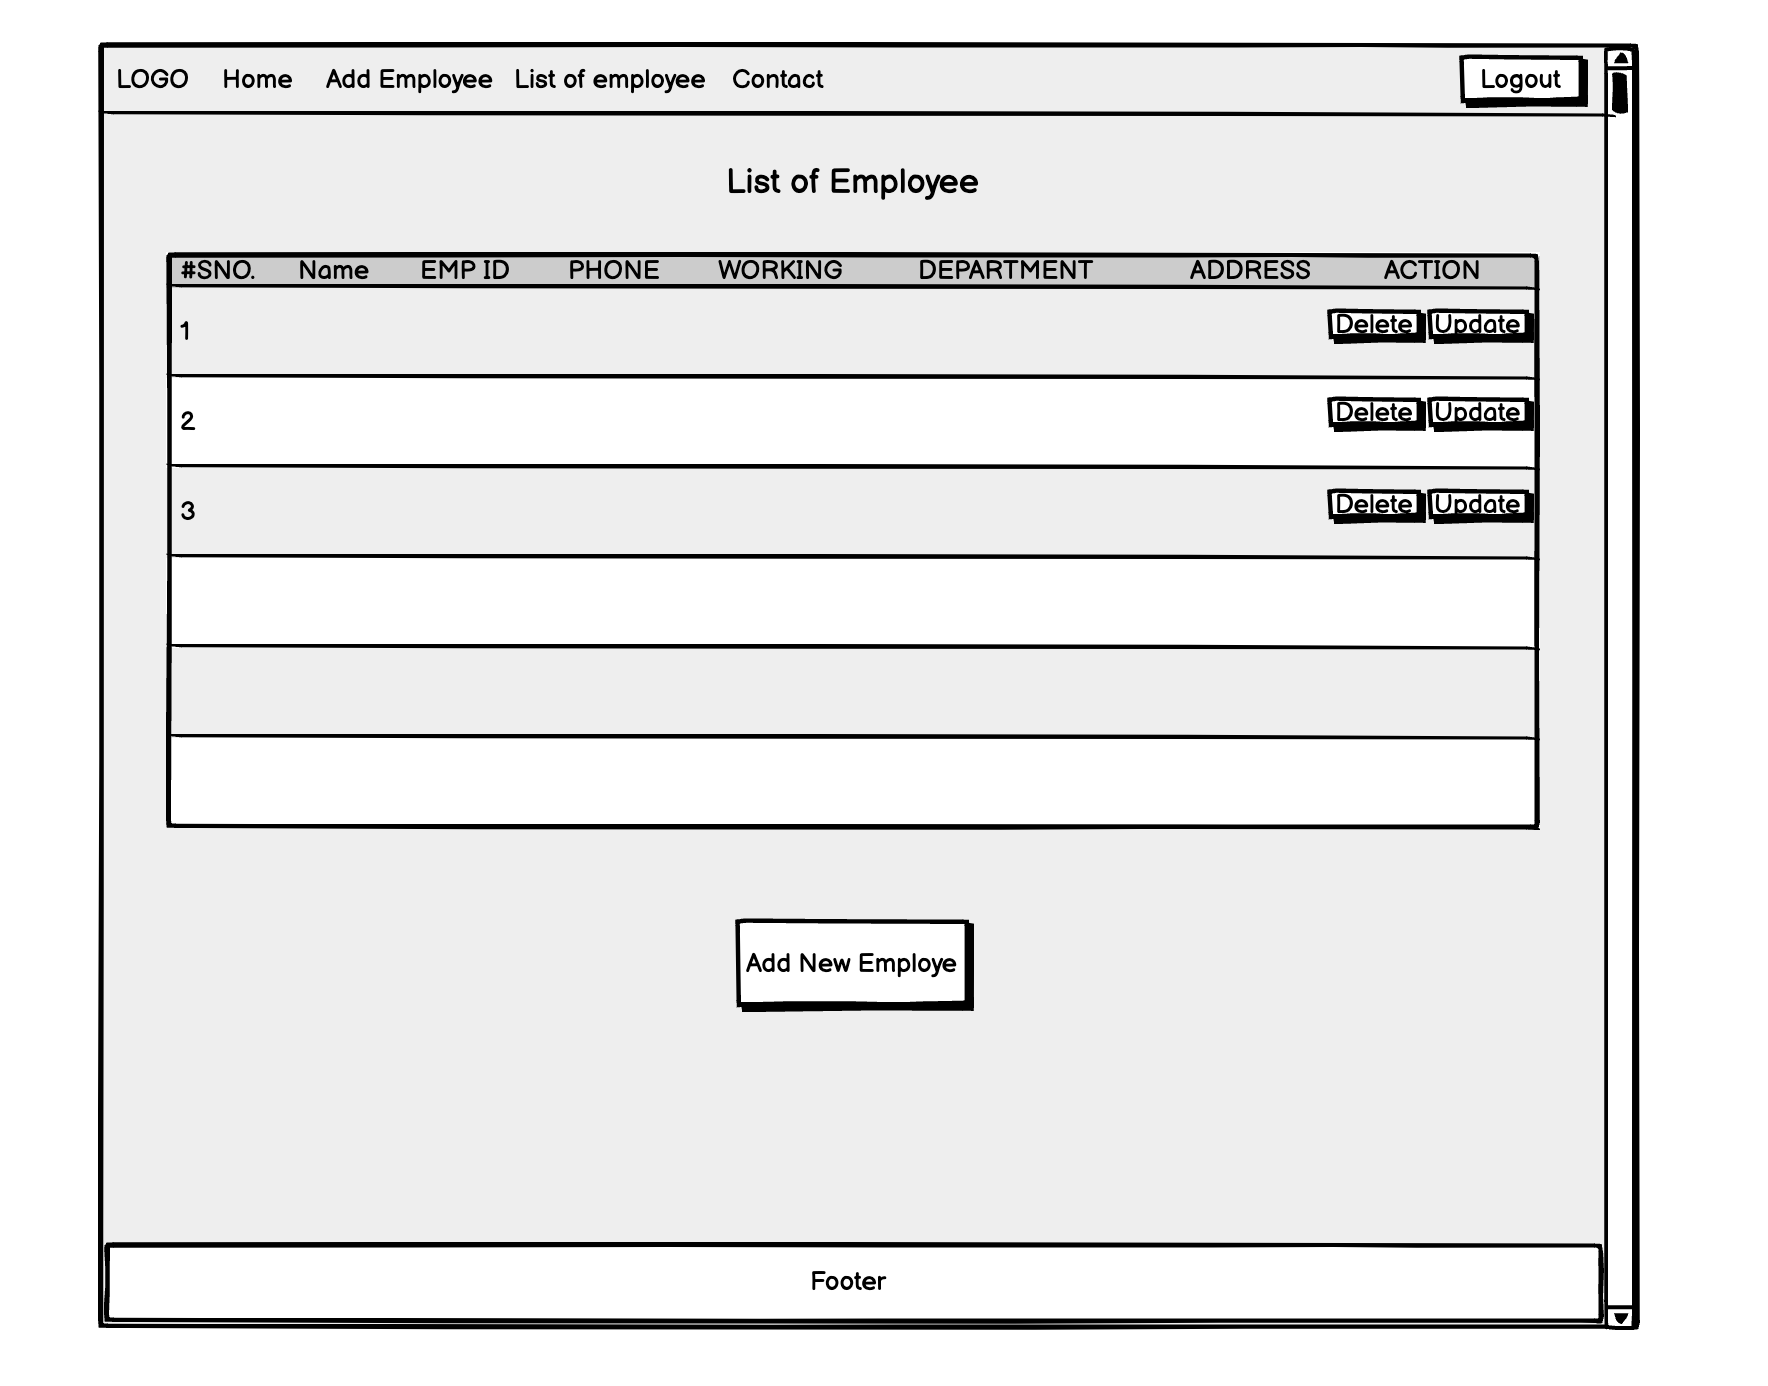 LOGO Home Add Employee List of employee Contact Logout
List of Employee
#SNO. Name EMP ID PHONE WORKING DEPARTMENT ADDRESS ACTION
1 Delete Update
2 Delete Update
3 Delete Update
Add New Employe
Footer